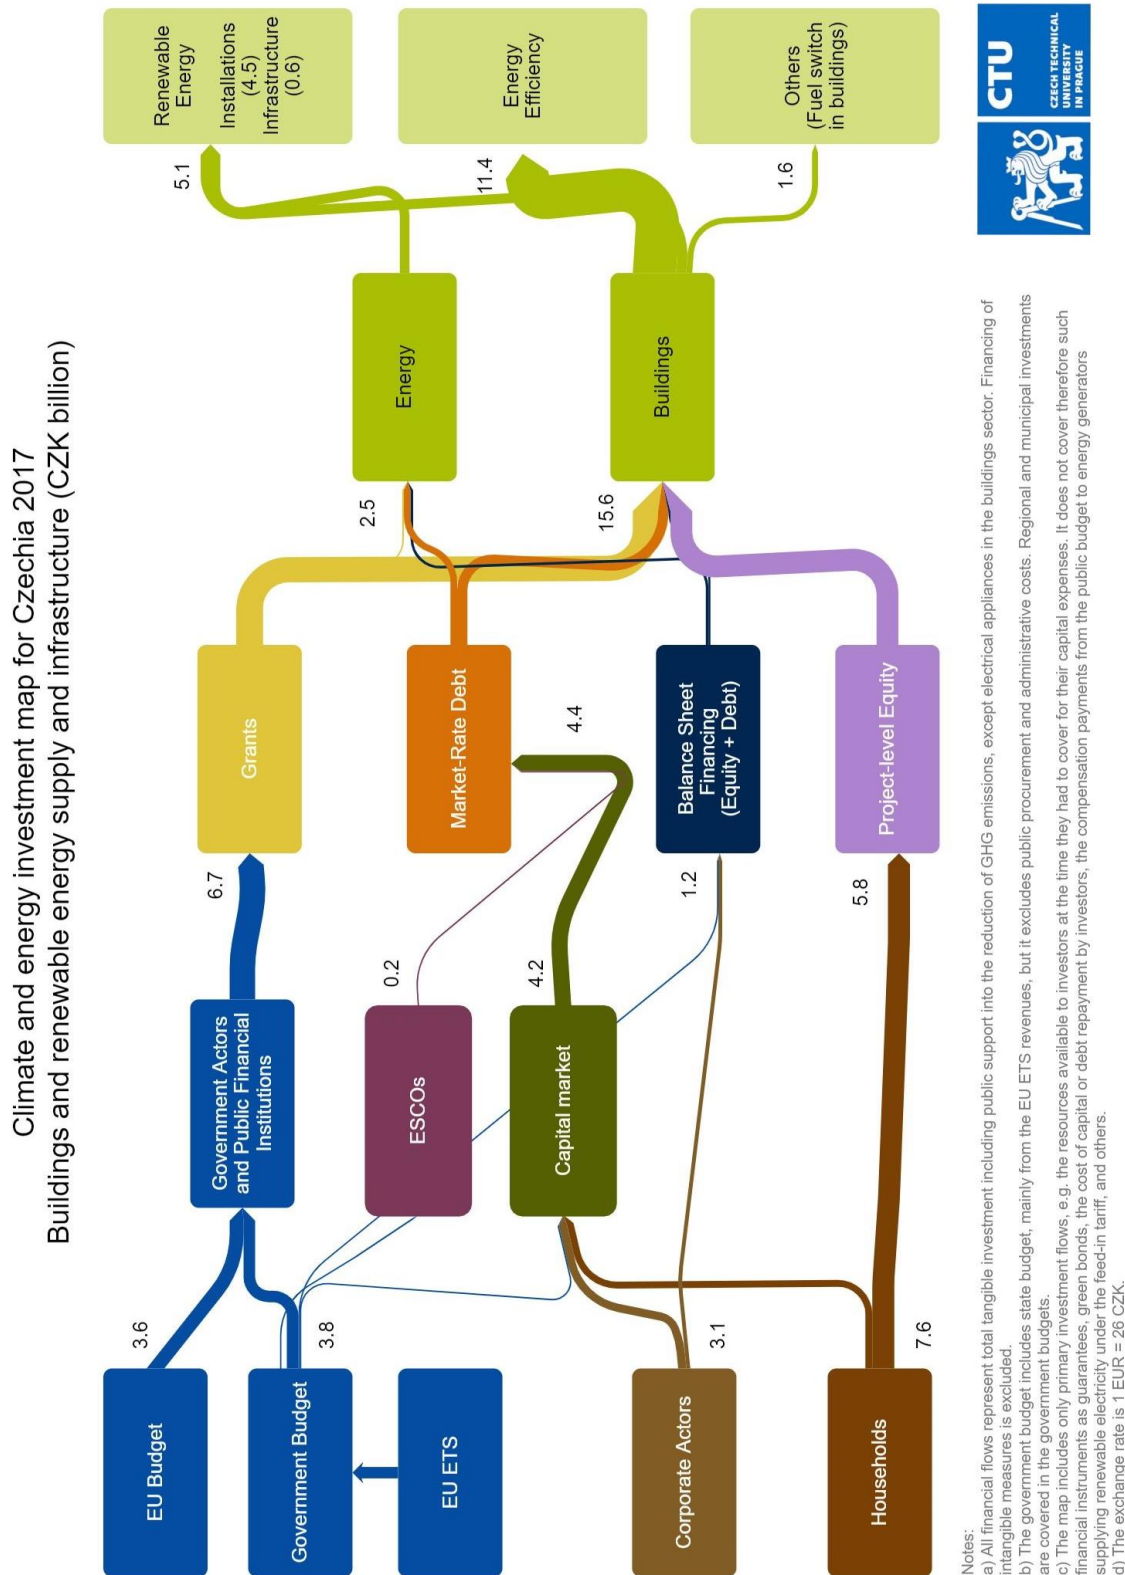 Climate and energy investment map for Czechia 2017
Buildings and renewable energy supply and infrastructure (CZK billion)
EU Budget
3.6
Government Budget
3.8
EU ETS
Corporate Actors
3.1
Households
7.6
Government Actors
and Public Financial
Institutions
6.7
ESCOs
0.2
Capital market
4.2
Grants
Market-Rate Debt
4.4
Balance Sheet
Financing
(Equity + Debt)
1.2
Project-level Equity
5.8
Energy
2.5
Buildings
15.6
Renewable
Energy
Installations
(4.5)
Infrastructure
(0.6)
5.1
Energy
Efficiency
11.4
Others
(Fuel switch
in buildings)
1.6
Notes:
a) All financial flows represent total tangible investment including public support into the reduction of GHG emissions, except electrical appliances in the buildings sector. Financing of
intangible measures is excluded.
b) The government budget includes state budget, mainly from the EU ETS revenues, but it excludes public procurement and administrative costs. Regional and municipal investments
are covered in the government budgets.
c) The map includes only primary investment flows, e.g. the resources available to investors at the time they had to cover for their capital expenses. It does not cover therefore such
financial instruments as guarantees, green bonds, the cost of capital or debt repayment by investors, the compensation payments from the public budget to energy generators
supplying renewable electricity under the feed-in tariff, and others.
d) The exchange rate is 1 EUR = 26 CZK.
CTU
CZECH TECHNICAL
UNIVERSITY
IN PRAGUE